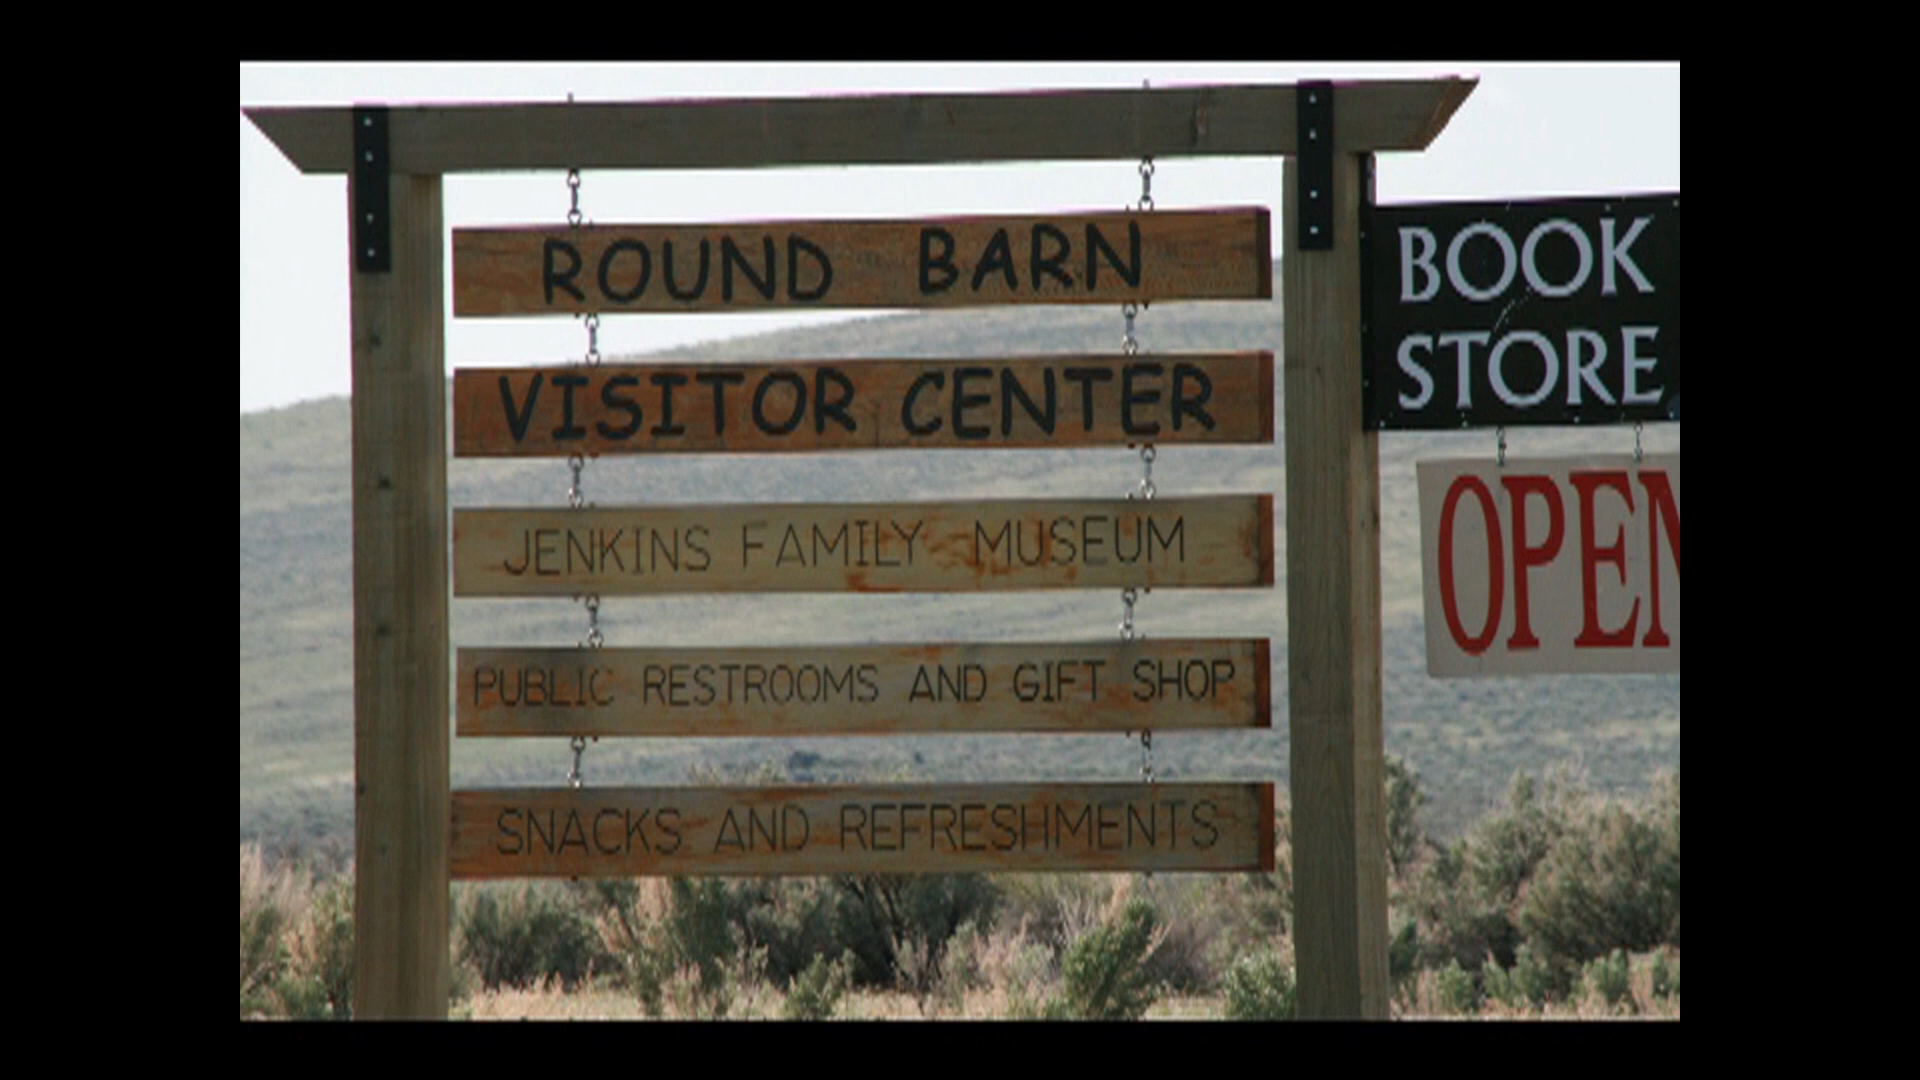 ROUND BARN
VISITOR CENTER
JENKINS FAMILY MUSEUM
PUBLIC RESTROOMS AND GIFT SHOP
SNACKS AND REFRESHMENTS
BOOK
STORE
OPEN